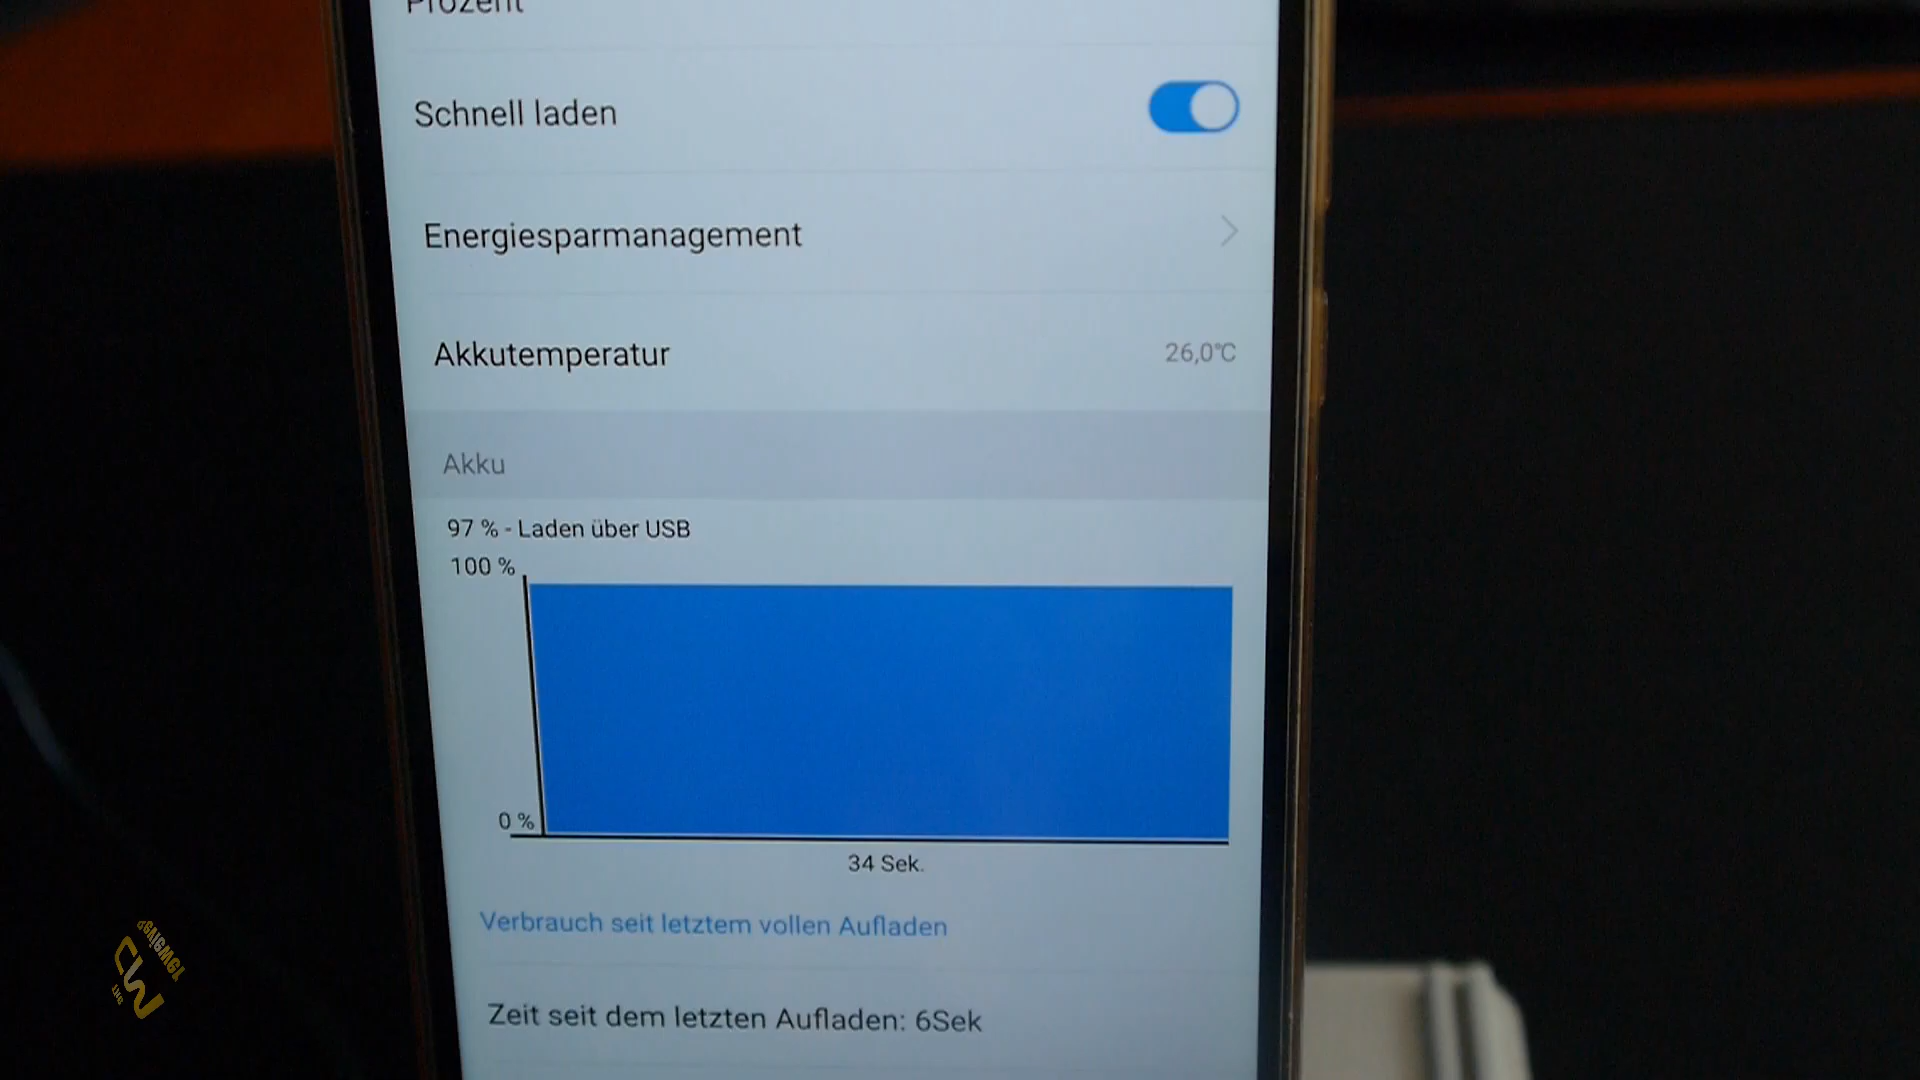 Prozent
Schnell laden
Energiesparmanagement
Akkutemperatur 26,0°C
Akku
97 % - Laden über USB
100 %
0 %
34 Sek.
Verbrauch seit letztem vollen Aufladen
Zeit seit dem letzten Aufladen: 6Sek